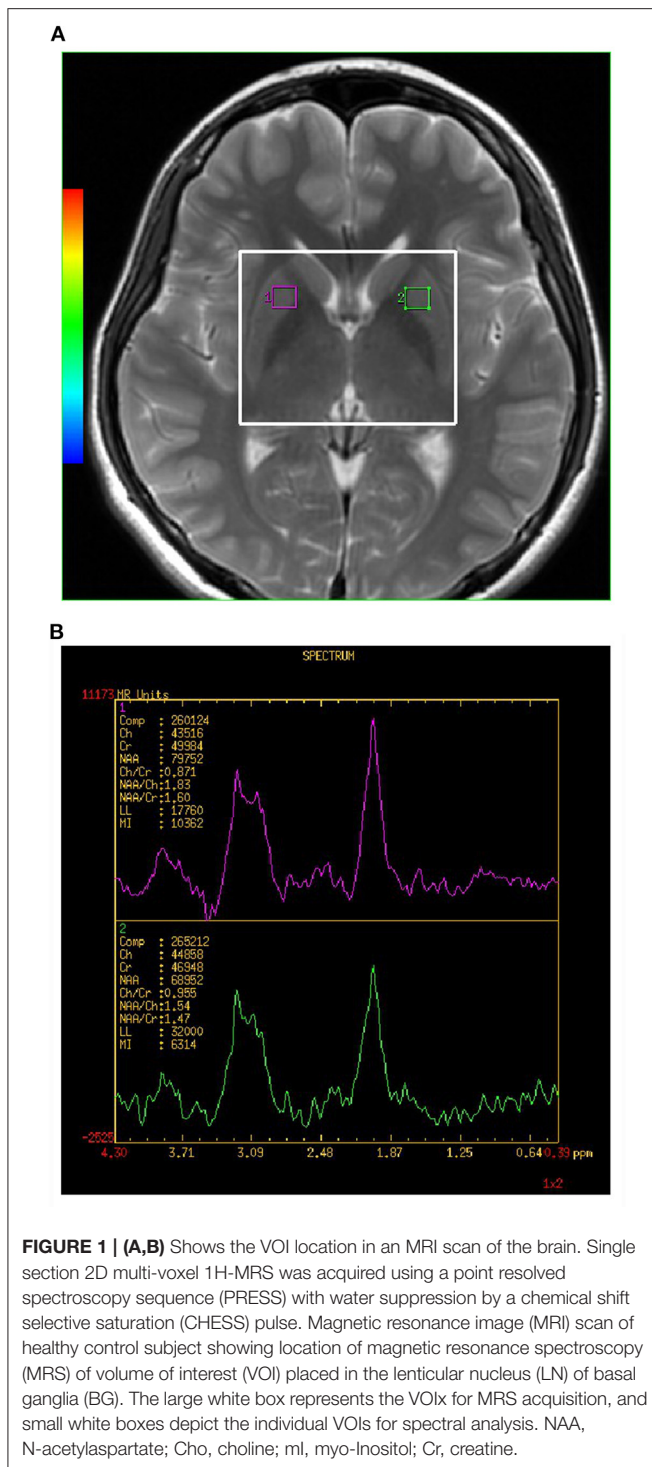 A
1
2
B
SPECTRUM
11173 MR Units
1
Comp : 260124
Ch : 43516
Cr : 49984
NAA : 79752
Ch/Cr :0.871
NAA/Ch:1.83
NAA/Cr:1.60
LL : 17760
MI : 10362
2
Comp : 265212
Ch : 44858
Cr : 46948
NAA : 68952
Ch/Cr :0.955
NAA/Ch:1.54
NAA/Cr:1.47
LL : 32000
MI : 6314
-2525
4.30 3.71 3.09 2.48 1.87 1.25 0.64 0.39 ppm
1x2
FIGURE 1 | (A,B) Shows the VOI location in an MRI scan of the brain. Single
section 2D multi-voxel 1H-MRS was acquired using a point resolved
spectroscopy sequence (PRESS) with water suppression by a chemical shift
selective saturation (CHESS) pulse. Magnetic resonance image (MRI) scan of
healthy control subject showing location of magnetic resonance spectroscopy
(MRS) of volume of interest (VOI) placed in the lenticular nucleus (LN) of basal
ganglia (BG). The large white box represents the VOIx for MRS acquisition, and
small white boxes depict the individual VOIs for spectral analysis. NAA,
N-acetylaspartate; Cho, choline; mI, myo-Inositol; Cr, creatine.